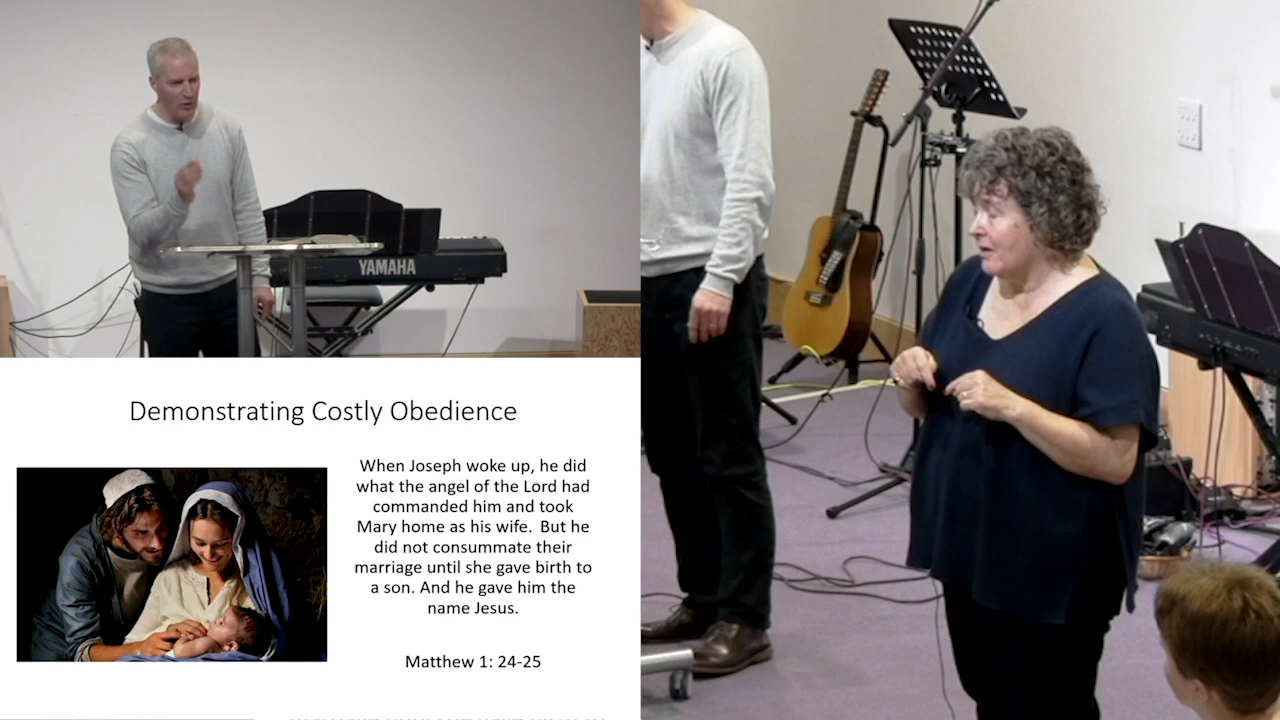 YAMAHA
Demonstrating Costly Obedience
When Joseph woke up, he did
what the angel of the Lord had
commanded him and took
Mary home as his wife.  But he
did not consummate their
marriage until she gave birth to
a son. And he gave him the
name Jesus.
Matthew 1: 24-25